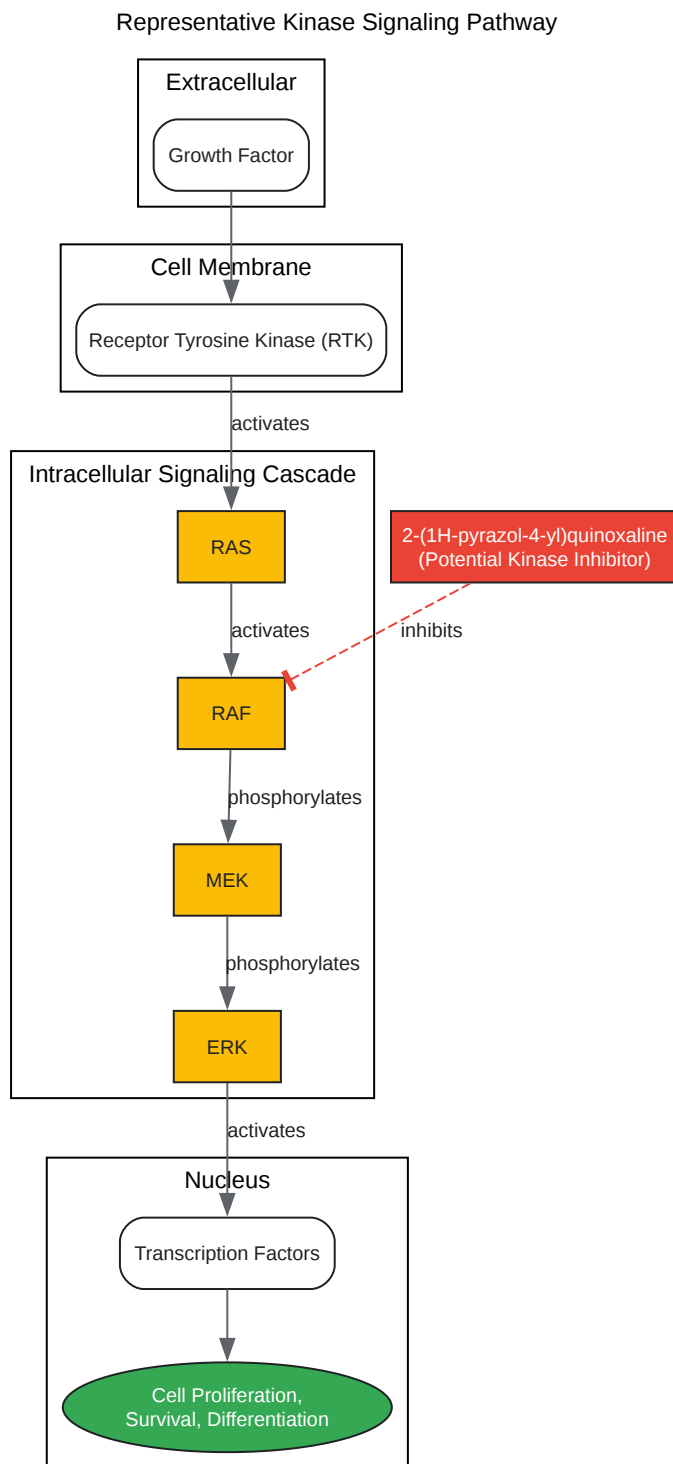 Representative Kinase Signaling Pathway
Extracellular
Growth Factor
Cell Membrane
Receptor Tyrosine Kinase (RTK)
activates
Intracellular Signaling Cascade
RAS
2-(1H-pyrazol-4-yl)quinoxaline
(Potential Kinase Inhibitor)
activates
inhibits
RAF
phosphorylates
MEK
phosphorylates
ERK
activates
Nucleus
Transcription Factors
Cell Proliferation,
Survival, Differentiation